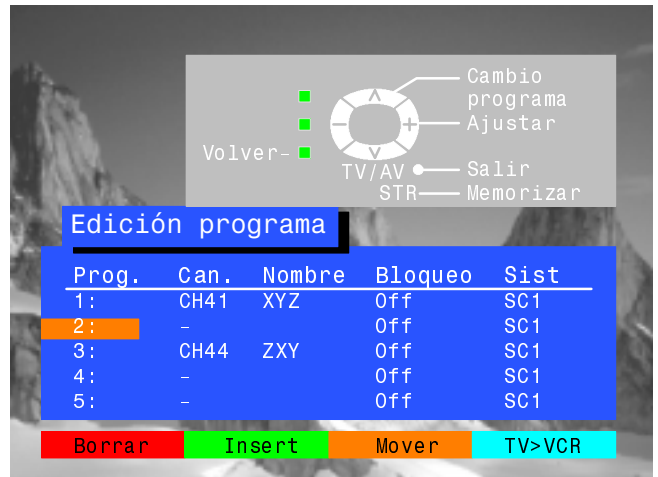 Cambio
programa
Ajustar
Volver-
TV/AV Salir
STR Memorizar
Edición programa
Prog. Can. Nombre Bloqueo Sist
1: CH41 XYZ Off SC1
2: - Off SC1
3: CH44 ZXY Off SC1
4: - Off SC1
5: - Off SC1
Borrar Insert Mover TV>VCR